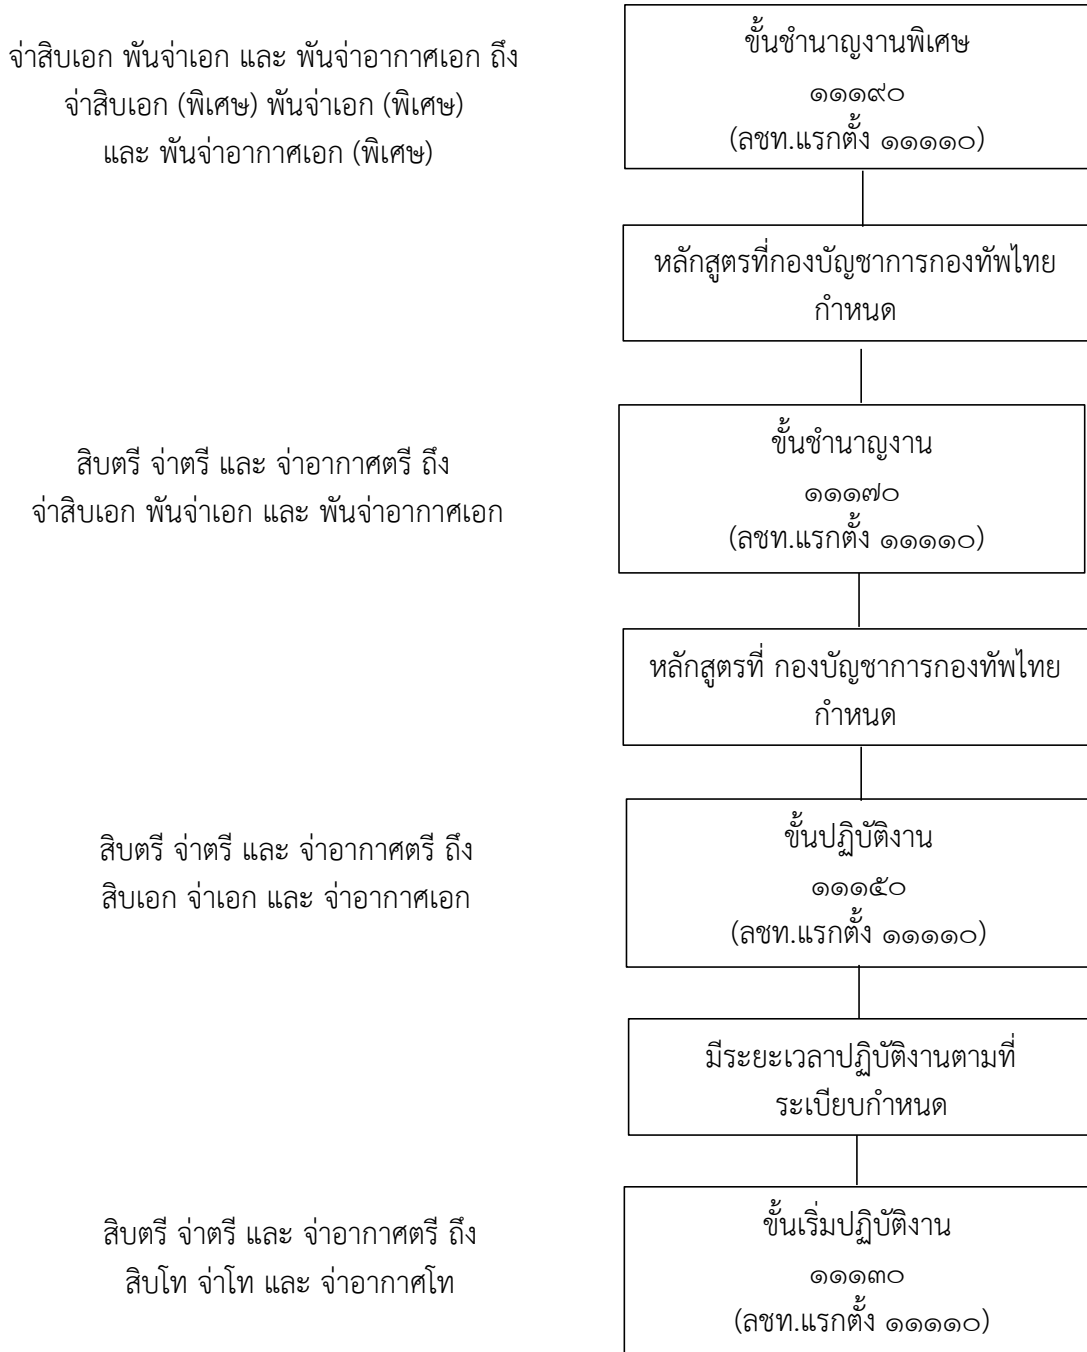 จ่าสิบเอก พันจ่าเอก และ พันจ่าอากาศเอก ถึง
จ่าสิบเอก (พิเศษ) พันจ่าเอก (พิเศษ)
และ พันจ่าอากาศเอก (พิเศษ)
ขั้นชำนาญงานพิเศษ
๑๑๑๙๐
(ลชท.แรกตั้ง ๑๑๑๑๐)
หลักสูตรที่กองบัญชาการกองทัพไทย
กำหนด
สิบตรี จ่าตรี และ จ่าอากาศตรี ถึง
จ่าสิบเอก พันจ่าเอก และ พันจ่าอากาศเอก
ขั้นชำนาญงาน
๑๑๑๗๐
(ลชท.แรกตั้ง ๑๑๑๑๐)
หลักสูตรที่ กองบัญชาการกองทัพไทย
กำหนด
สิบตรี จ่าตรี และ จ่าอากาศตรี ถึง
สิบเอก จ่าเอก และ จ่าอากาศเอก
ขั้นปฏิบัติงาน
๑๑๑๕๐
(ลชท.แรกตั้ง ๑๑๑๑๐)
มีระยะเวลาปฏิบัติงานตามที่
ระเบียบกำหนด
สิบตรี จ่าตรี และ จ่าอากาศตรี ถึง
สิบโท จ่าโท และ จ่าอากาศโท
ขั้นเริ่มปฏิบัติงาน
๑๑๑๓๐
(ลชท.แรกตั้ง ๑๑๑๑๐)